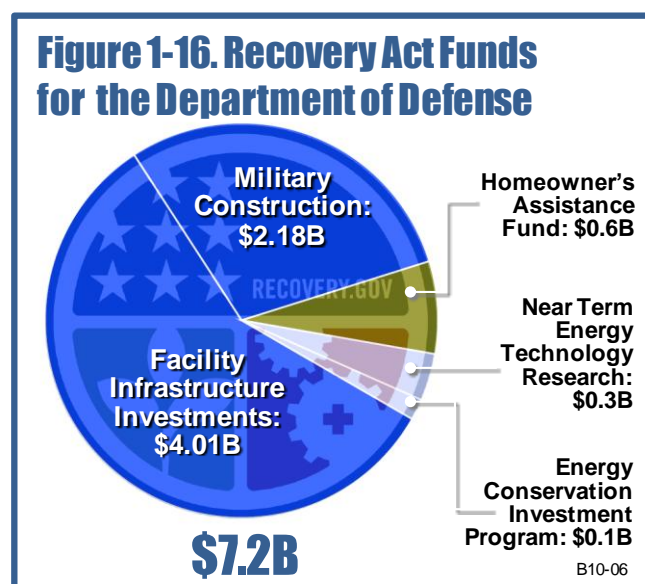 Figure 1-16. Recovery Act Funds
for the Department of Defense
Military
Construction:
$2.18B
Homeowner's
Assistance
Fund: $0.6B
RECOVERY.GOV
Near Term
Energy
Technology
Research:
$0.3B
Facility
Infrastructure
Investments:
$4.01B
Energy
Conservation
Investment
Program: $0.1B
$7.2B
B10-06